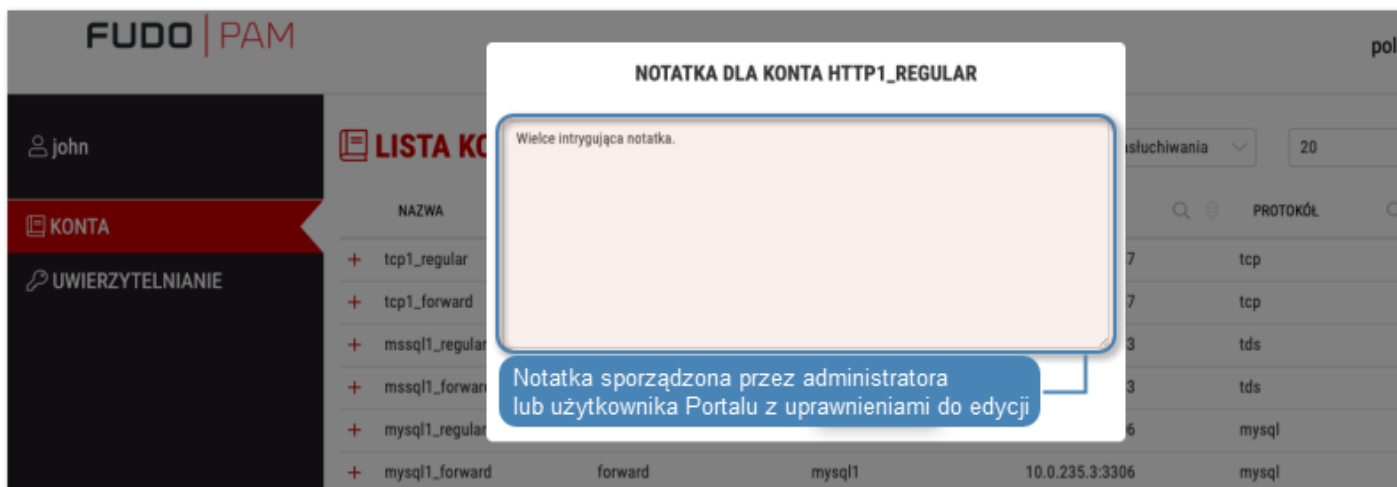 FUDO PAM
pol
NOTATKA DLA KONTA HTTP1_REGULAR
john
LISTA KO
Wielce intrygująca notatka.
asłuchiwania
20
KONTA
NAZWA
PROTOKÓŁ
UWIERZYTELNIANIE
+ tcp1_regular 7 tcp
+ tcp1_forward 7 tcp
+ mssql1_regular 3 tds
+ mssql1_forward 3 tds
Notatka sporządzona przez administratora
lub użytkownika Portalu z uprawnieniami do edycji
+ mysql1_regular 6 mysql
+ mysql1_forward forward mysql1 10.0.235.3:3306 mysql